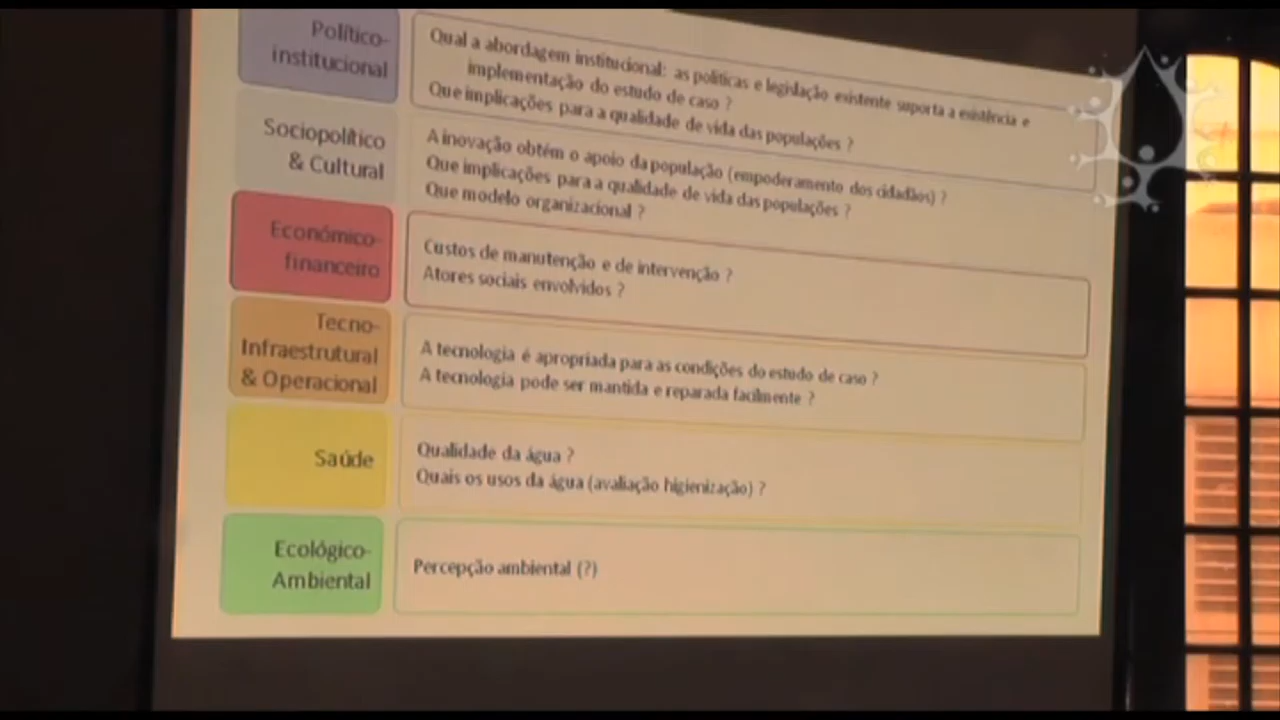 Político-
institucional
Qual a abordagem institucional: as políticas e legislação existente suporta a existência e
implementação do estudo de caso ?
Que implicações para a qualidade de vida das populações ?
Sociopolítico
& Cultural
A inovação obtém o apoio da população (empoderamento dos cidadãos) ?
Que implicações para a qualidade de vida das populações ?
Que modelo organizacional ?
Económico-
financeiro
Custos de manutenção e de intervenção ?
Atores sociais envolvidos ?
Tecno-
Infraestrutural
& Operacional
A tecnologia é apropriada para as condições do estudo de caso ?
A tecnologia pode ser mantida e reparada facilmente ?
Saúde
Qualidade da água ?
Quais os usos da água (avaliação higienização) ?
Ecológico-
Ambiental
Percepção ambiental (?)